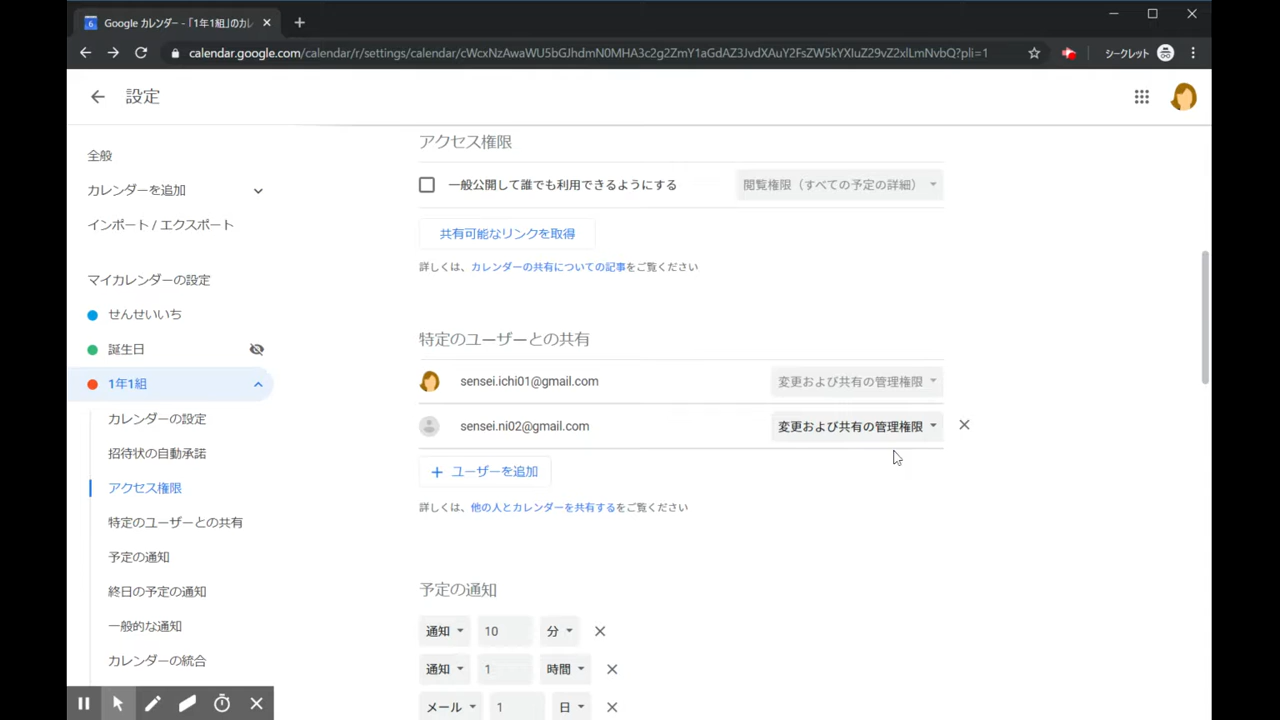 Google カレンダー - 「1年1組」のカレ
calendar.google.com/calendar/r/settings/calendar/cWcxNzAwaWU5bGJhdmN0MHA3c2g2ZmY1aGdAZ3JvdXAuY2FsZW5kYXIuZ29vZ2xlLmNvbQ?pli=1
シークレット
設定
全般
カレンダーを追加
インポート / エクスポート
マイカレンダーの設定
せんせいいち
誕生日
1年1組
カレンダーの設定
招待状の自動承諾
アクセス権限
特定のユーザーとの共有
予定の通知
終日の予定の通知
一般的な通知
カレンダーの統合
アクセス権限
一般公開して誰でも利用できるようにする
閲覧権限（すべての予定の詳細）
共有可能なリンクを取得
詳しくは、カレンダーの共有についての記事をご覧ください
特定のユーザーとの共有
sensei.ichi01@gmail.com
変更および共有の管理権限
sensei.ni02@gmail.com
変更および共有の管理権限
ユーザーを追加
詳しくは、他の人とカレンダーを共有するをご覧ください
予定の通知
通知 10 分
通知 1 時間
メール 1 日